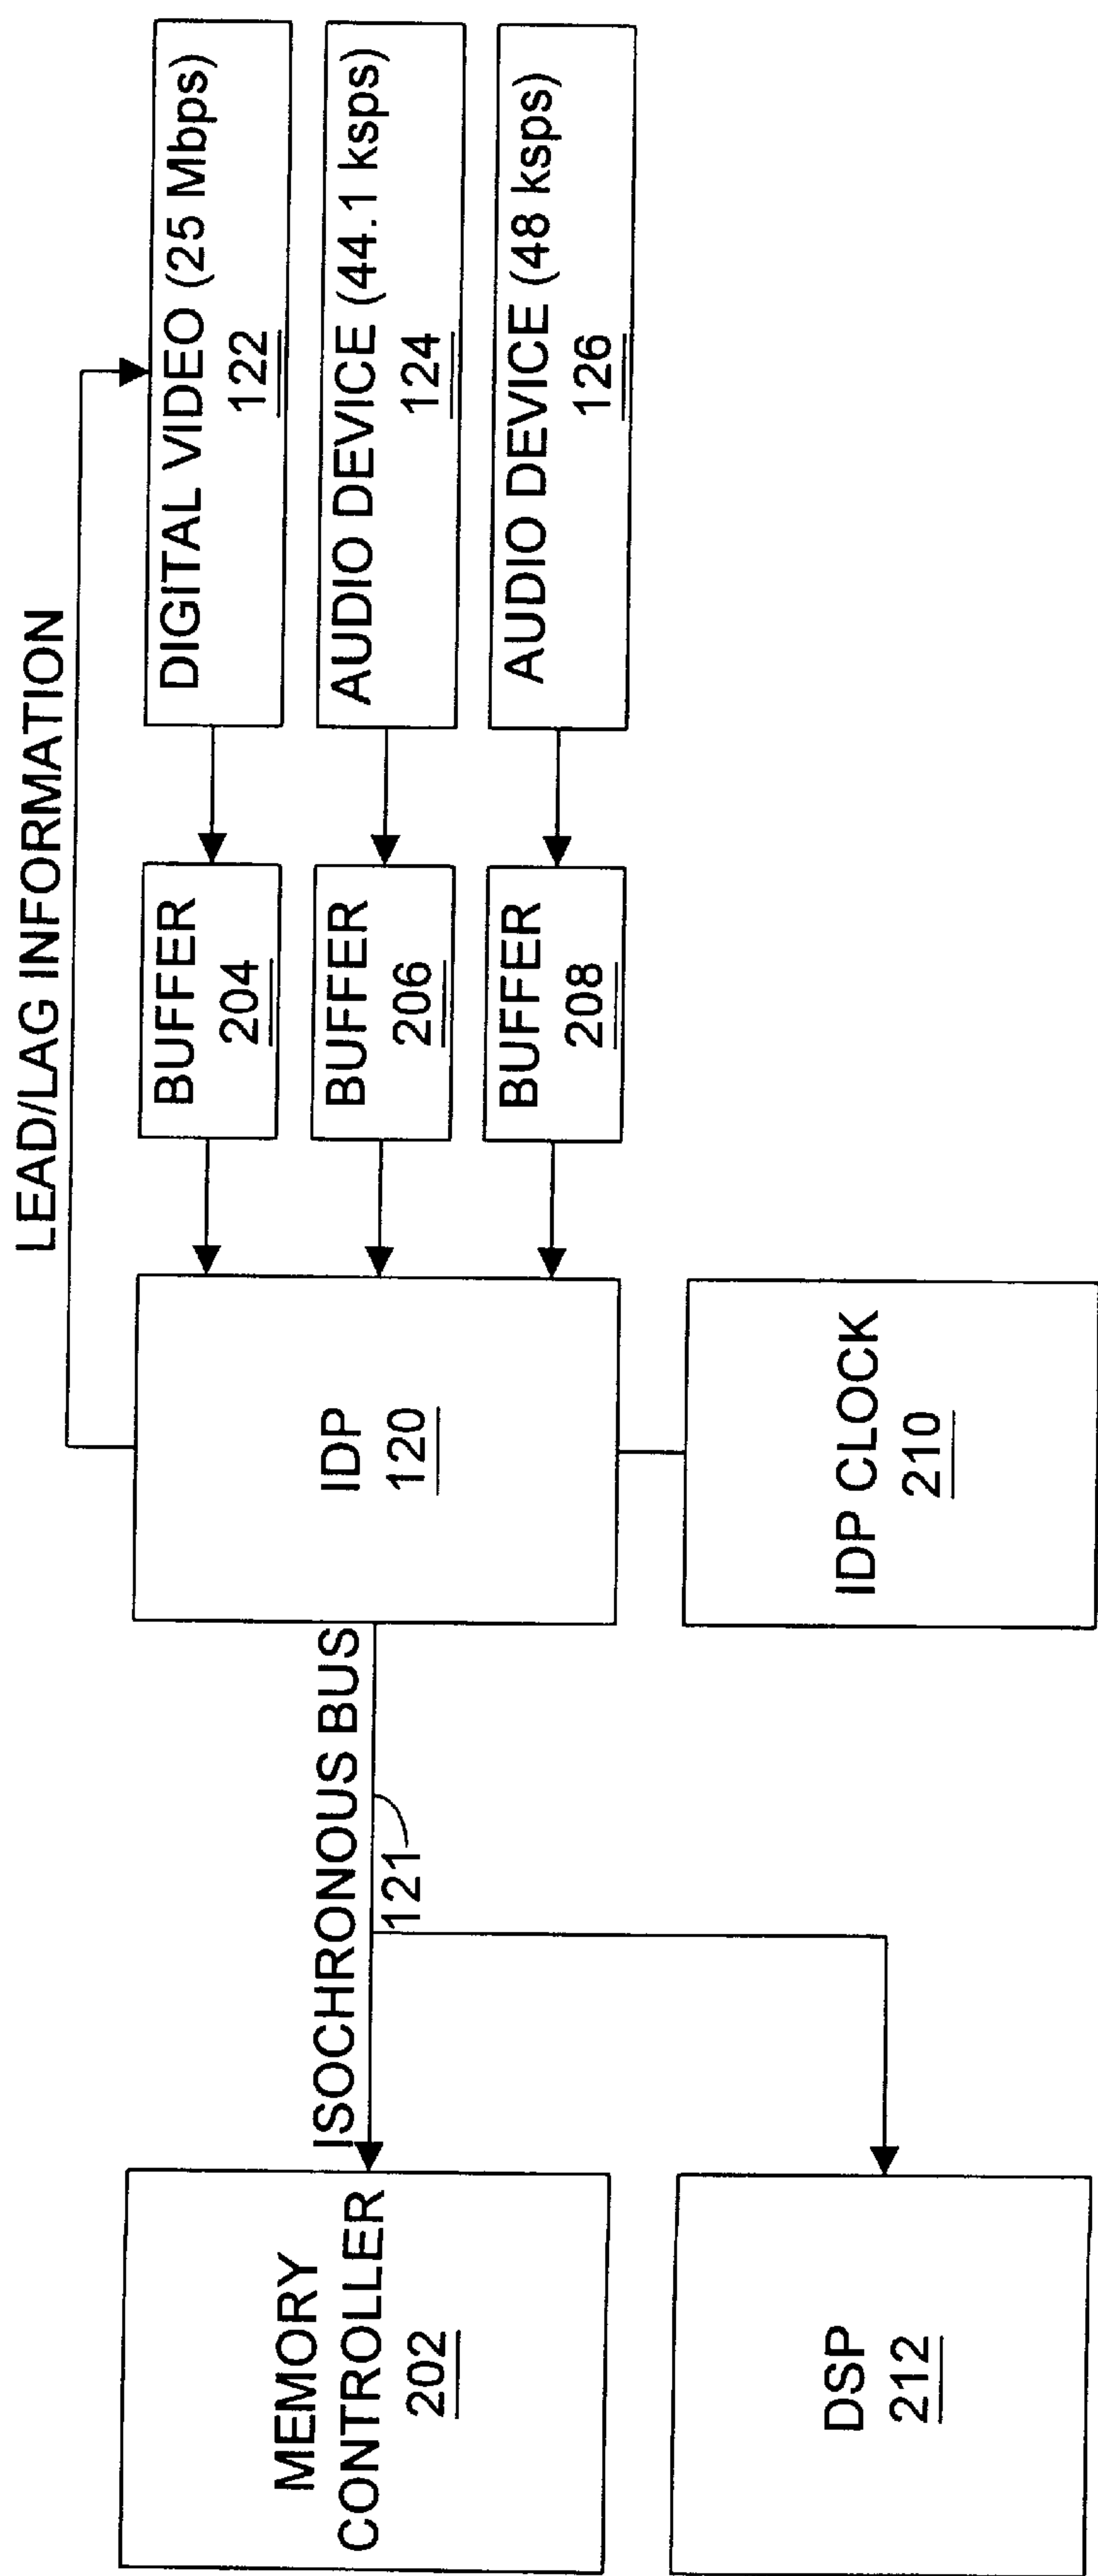 LEAD/LAG INFORMATION
MEMORY
CONTROLLER
202
ISOCHRONOUS BUS
121
IDP
120
BUFFER
204
DIGITAL VIDEO (25 Mbps)
122
BUFFER
206
AUDIO DEVICE (44.1 ksps)
124
BUFFER
208
AUDIO DEVICE (48 ksps)
126
DSP
212
IDP CLOCK
210